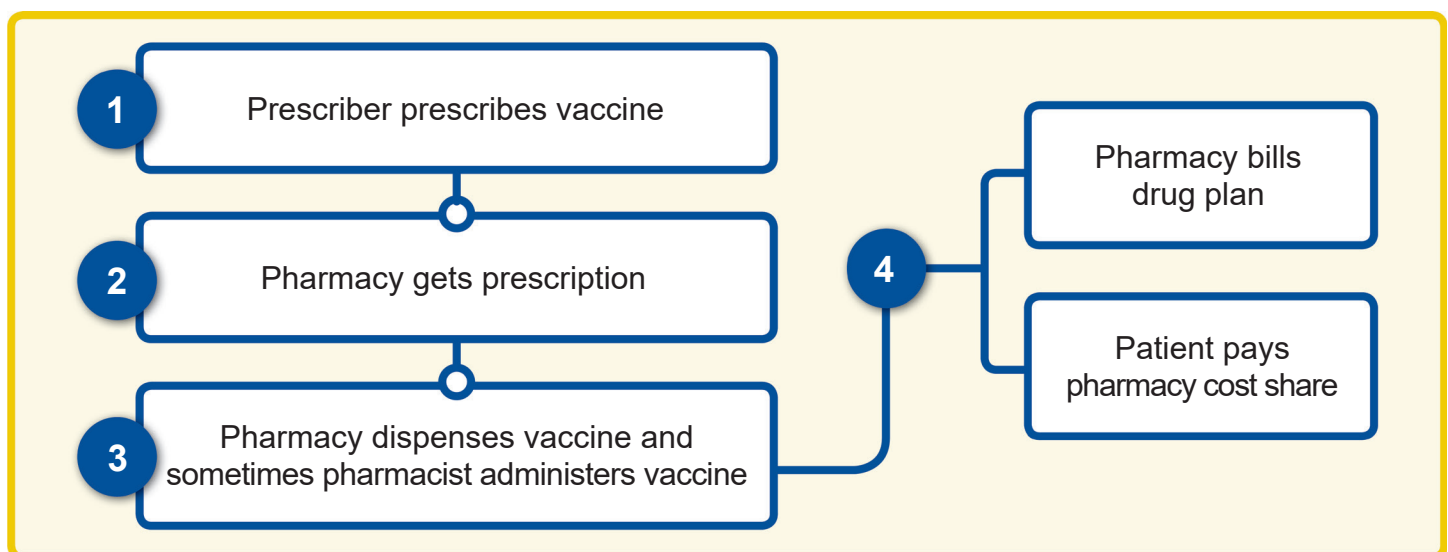 1
Prescriber prescribes vaccine
2
Pharmacy gets prescription
3
Pharmacy dispenses vaccine and
sometimes pharmacist administers vaccine
4
Pharmacy bills
drug plan
Patient pays
pharmacy cost share